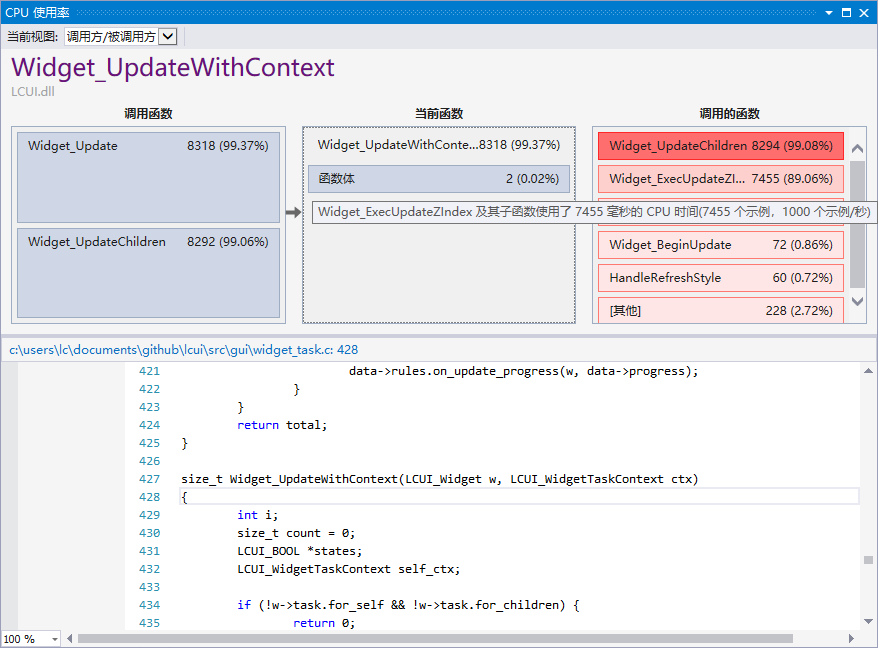 CPU 使用率
当前视图: 调用方/被调用方
Widget_UpdateWithContext
LCUI.dll
调用函数
Widget_Update 8318 (99.37%)
Widget_UpdateChildren 8292 (99.06%)
当前函数
Widget_UpdateWithConte...8318 (99.37%)
函数体 2 (0.02%)
调用的函数
Widget_UpdateChildren 8294 (99.08%)
Widget_ExecUpdateZI... 7455 (89.06%)
Widget_ExecUpdateZIndex 及其子函数使用了 7455 毫秒的 CPU 时间(7455 个示例，1000 个示例/秒)
Widget_BeginUpdate 72 (0.86%)
HandleRefreshStyle 60 (0.72%)
[其他] 228 (2.72%)
c:\users\lc\documents\github\lcui\src\gui\widget_task.c: 428
421 data->rules.on_update_progress(w, data->progress);
422 }
423 }
424 return total;
425 }
426
427 size_t Widget_UpdateWithContext(LCUI_Widget w, LCUI_WidgetTaskContext ctx)
428 {
429 int i;
430 size_t count = 0;
431 LCUI_BOOL *states;
432 LCUI_WidgetTaskContext self_ctx;
433
434 if (!w->task.for_self && !w->task.for_children) {
435 return 0;
100 %